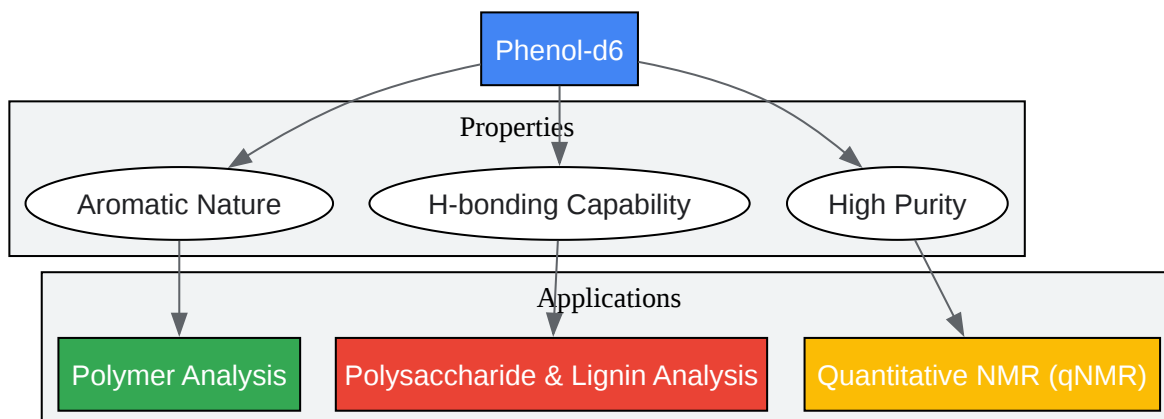 Phenol-d6
Properties
Aromatic Nature
H-bonding Capability
High Purity
Applications
Polymer Analysis
Polysaccharide & Lignin Analysis
Quantitative NMR (qNMR)